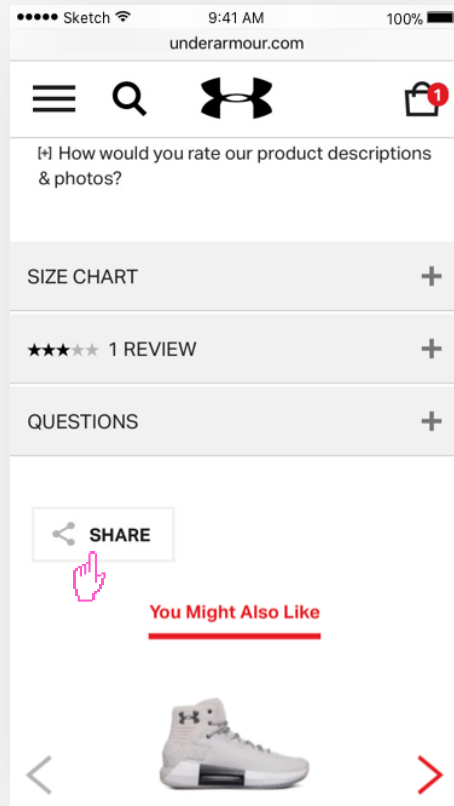 Sketch 9:41 AM 100%
underarmour.com
1
[+] How would you rate our product descriptions
& photos?
SIZE CHART +
★★★★★ 1 REVIEW +
QUESTIONS +
SHARE
You Might Also Like